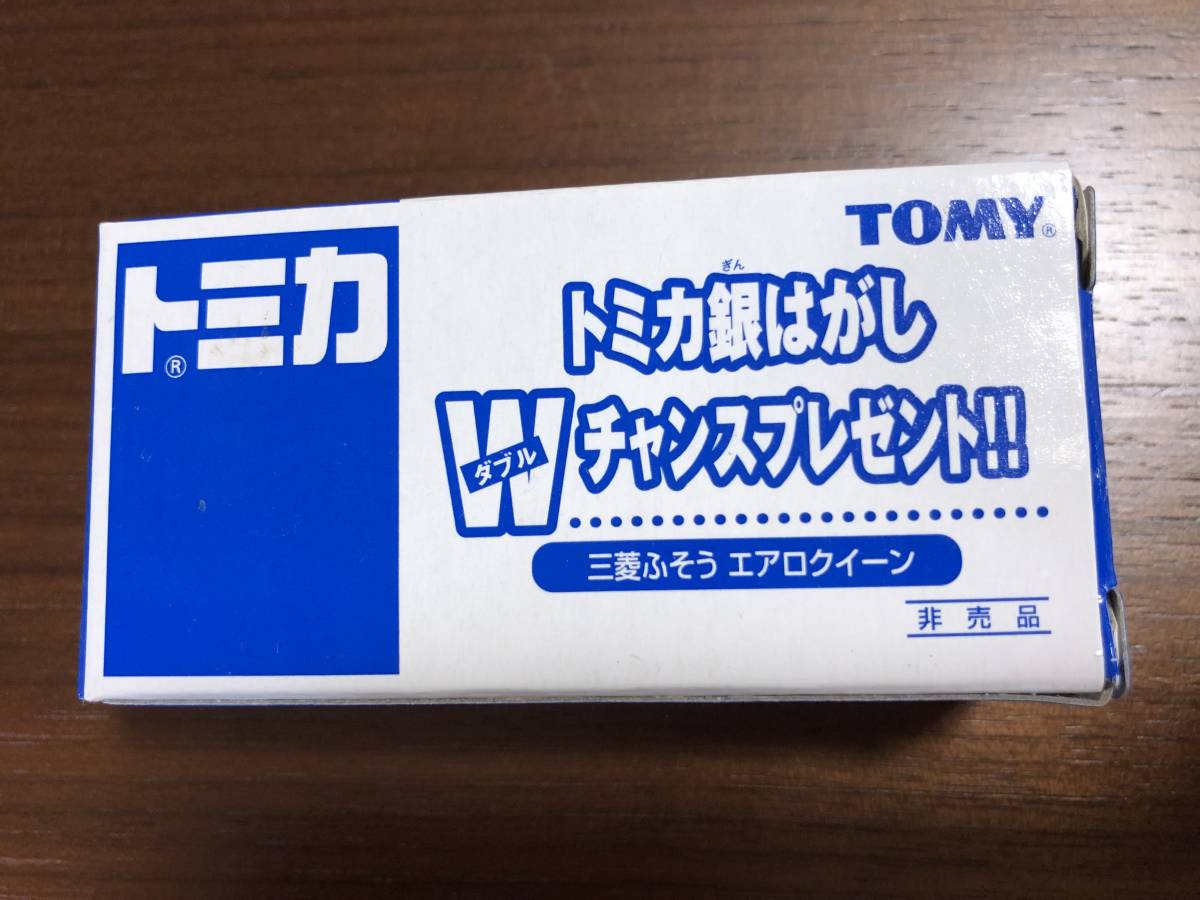 トミカ®
TOMY®
ぎん
トミカ銀はがし
Wチャンスプレゼント!!
ダブル
三菱ふそう エアロクイーン
非売品